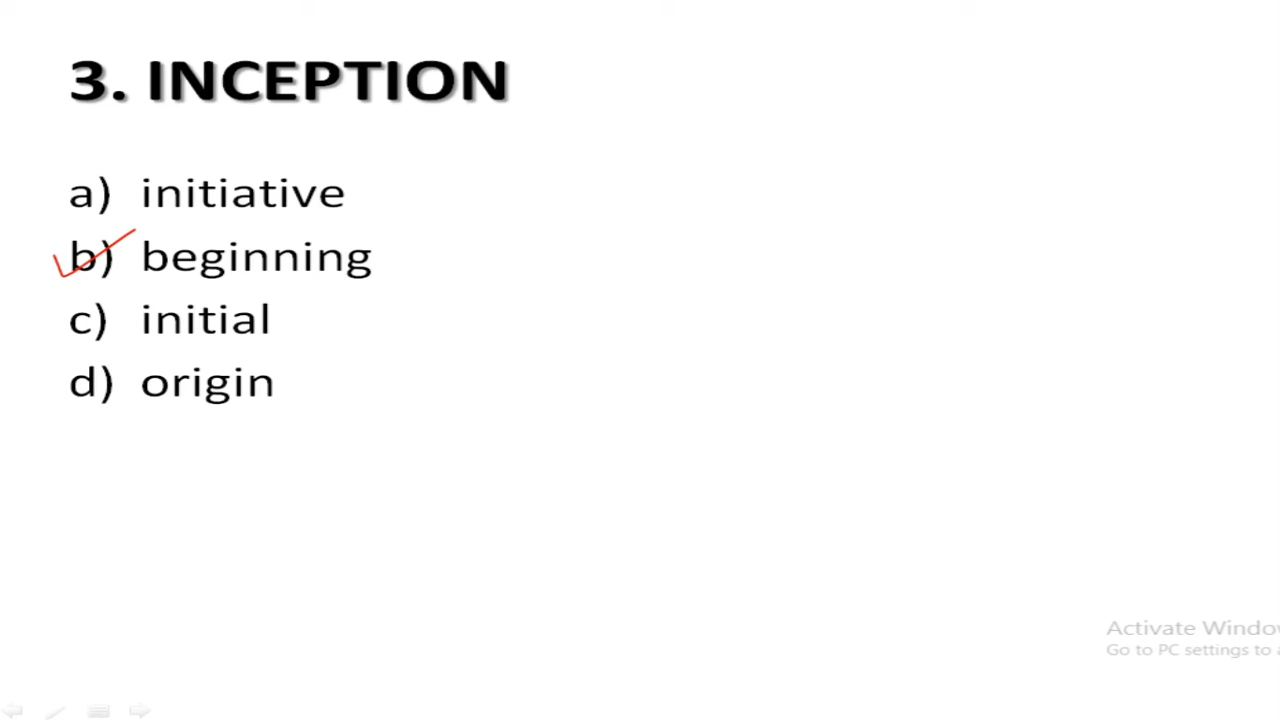 3. INCEPTION
a) initiative
b) beginning
c) initial
d) origin
Activate Windo
Go to PC settings to